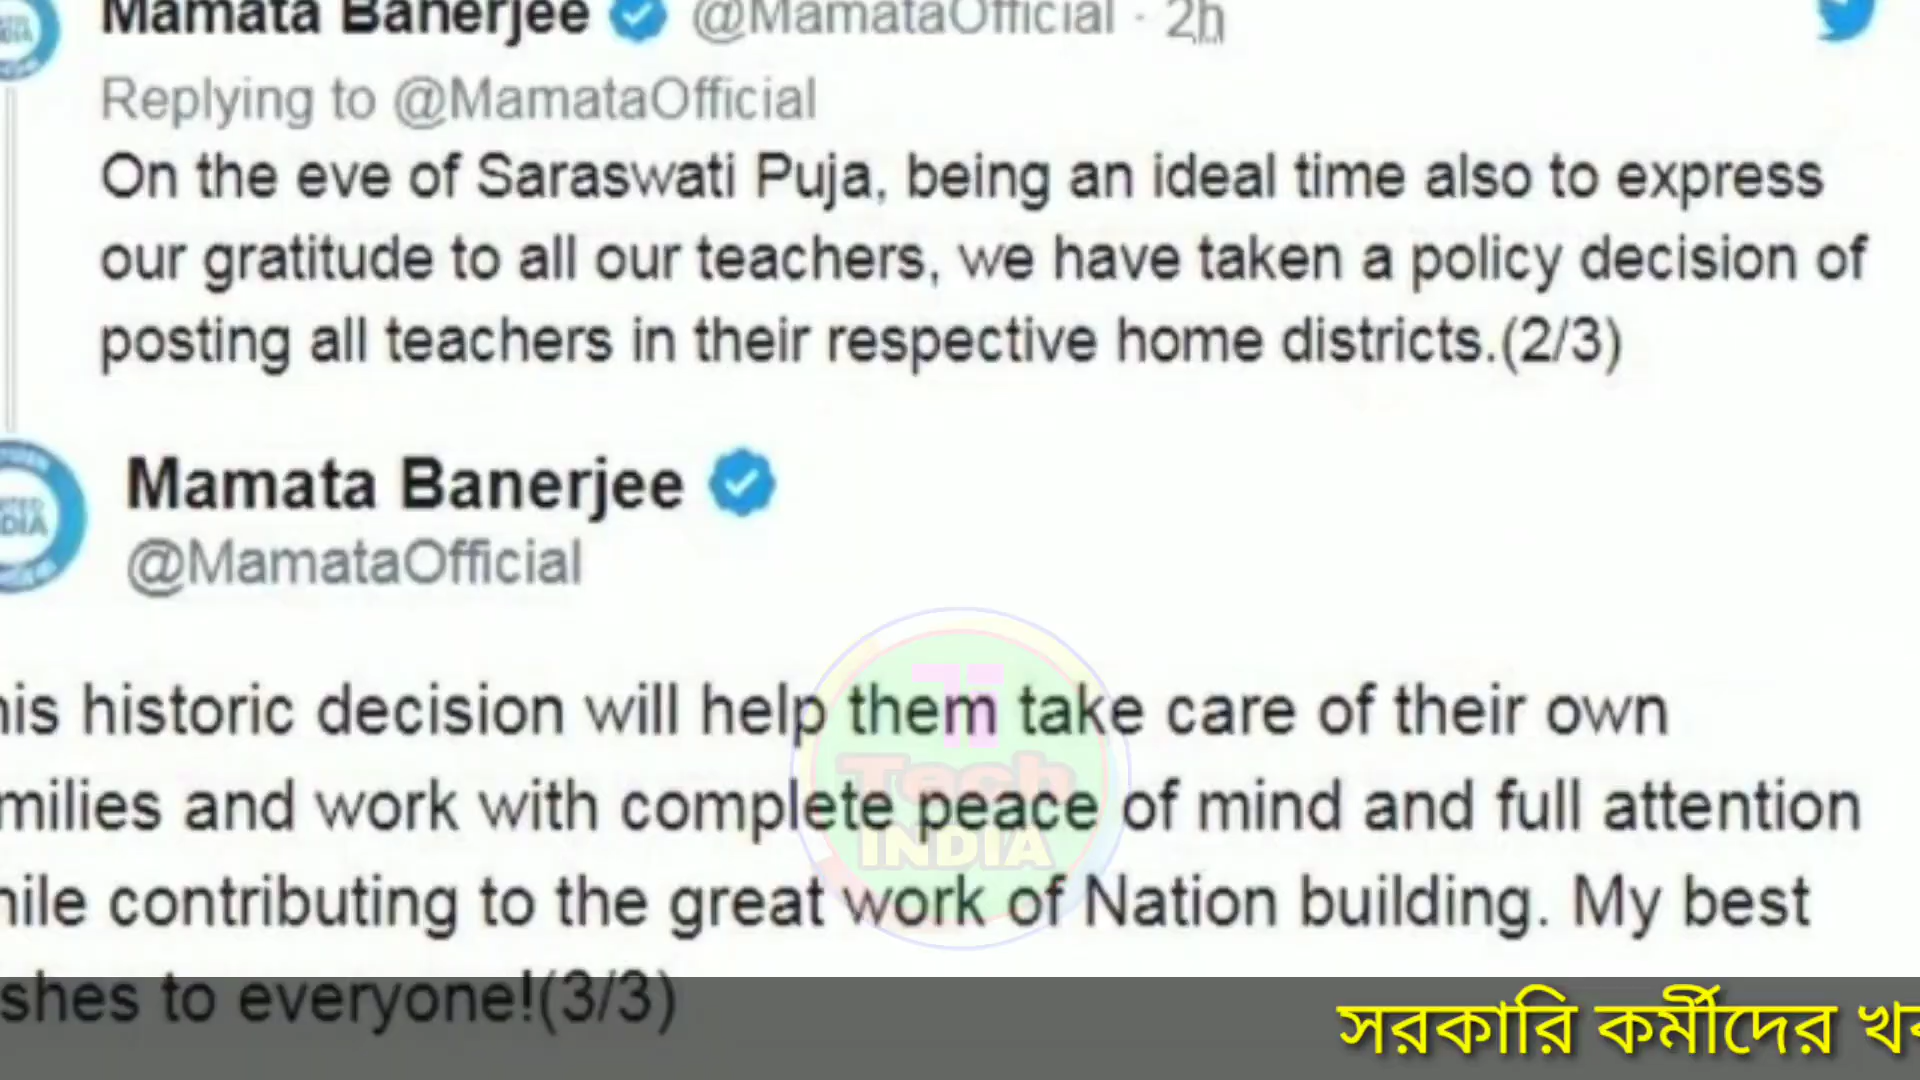 Mamata Banerjee @MamataOfficial · 2h
Replying to @MamataOfficial
On the eve of Saraswati Puja, being an ideal time also to express
our gratitude to all our teachers, we have taken a policy decision of
posting all teachers in their respective home districts.(2/3)
Mamata Banerjee
@MamataOfficial
his historic decision will help them take care of their own
milies and work with complete peace of mind and full attention
hile contributing to the great work of Nation building. My best
shes to everyone!(3/3)
Ti
Tech
INDIA
সরকারি কর্মীদের